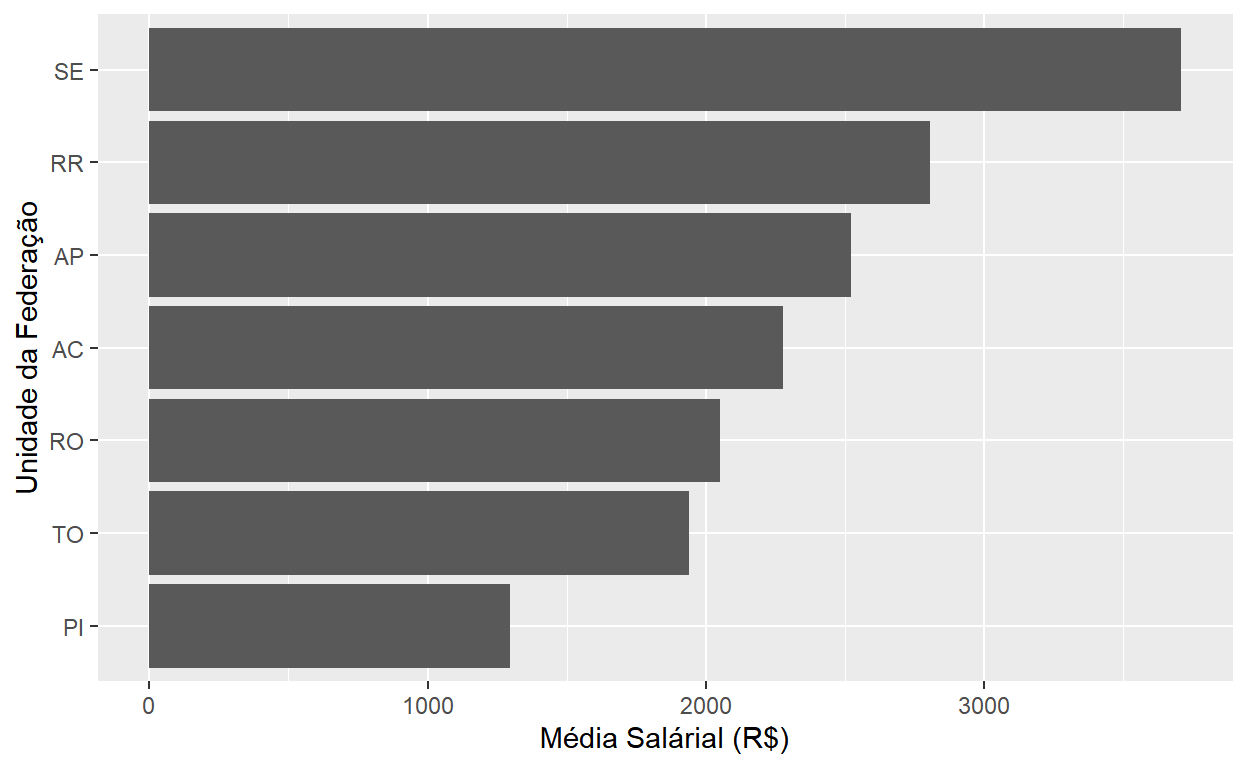 Unidade da Federação
SE
RR
AP
AC
RO
TO
PI
0 1000 2000 3000
Média Salárial (R$)